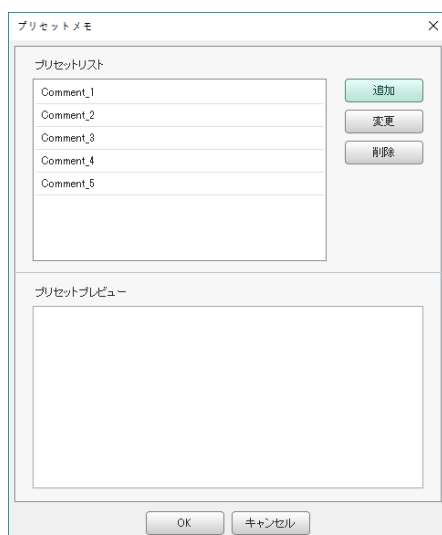 プリセットメモ
プリセットリスト
Comment_1
Comment_2
Comment_3
Comment_4
Comment_5
追加
変更
削除
プリセットプレビュー
OK
キャンセル